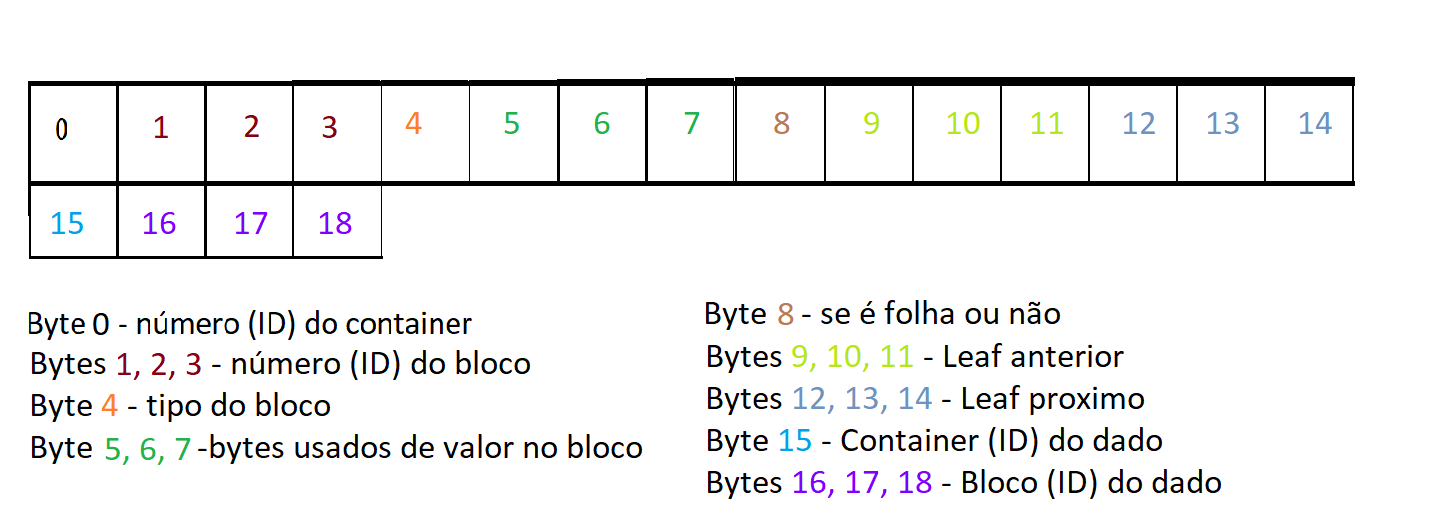 0 1 2 3 4 5 6 7 8 9 10 11 12 13 14
15 16 17 18
Byte 0 - número (ID) do container
Bytes 1, 2, 3 - número (ID) do bloco
Byte 4 - tipo do bloco
Byte 5, 6, 7 -bytes usados de valor no bloco
Byte 8 - se é folha ou não
Bytes 9, 10, 11 - Leaf anterior
Bytes 12, 13, 14 - Leaf proximo
Byte 15 - Container (ID) do dado
Bytes 16, 17, 18 - Bloco (ID) do dado